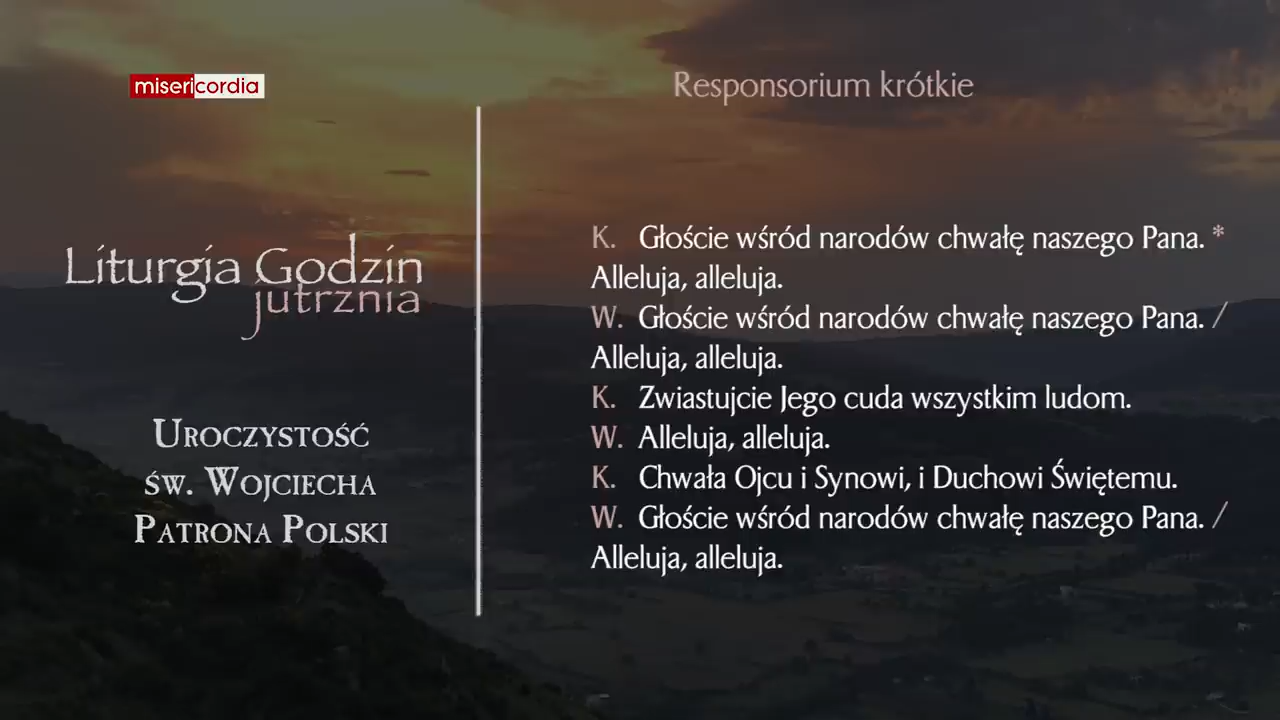 misericordia
Responsorium krótkie
Liturgia Godzin
jutrznia
Uroczystość
św. Wojciecha
Patrona Polski
K. Głoście wśród narodów chwałę naszego Pana. *
Alleluja, alleluja.
W. Głoście wśród narodów chwałę naszego Pana. /
Alleluja, alleluja.
K. Zwiastujcie Jego cuda wszystkim ludom.
W. Alleluja, alleluja.
K. Chwała Ojcu i Synowi, i Duchowi Świętemu.
W. Głoście wśród narodów chwałę naszego Pana. /
Alleluja, alleluja.